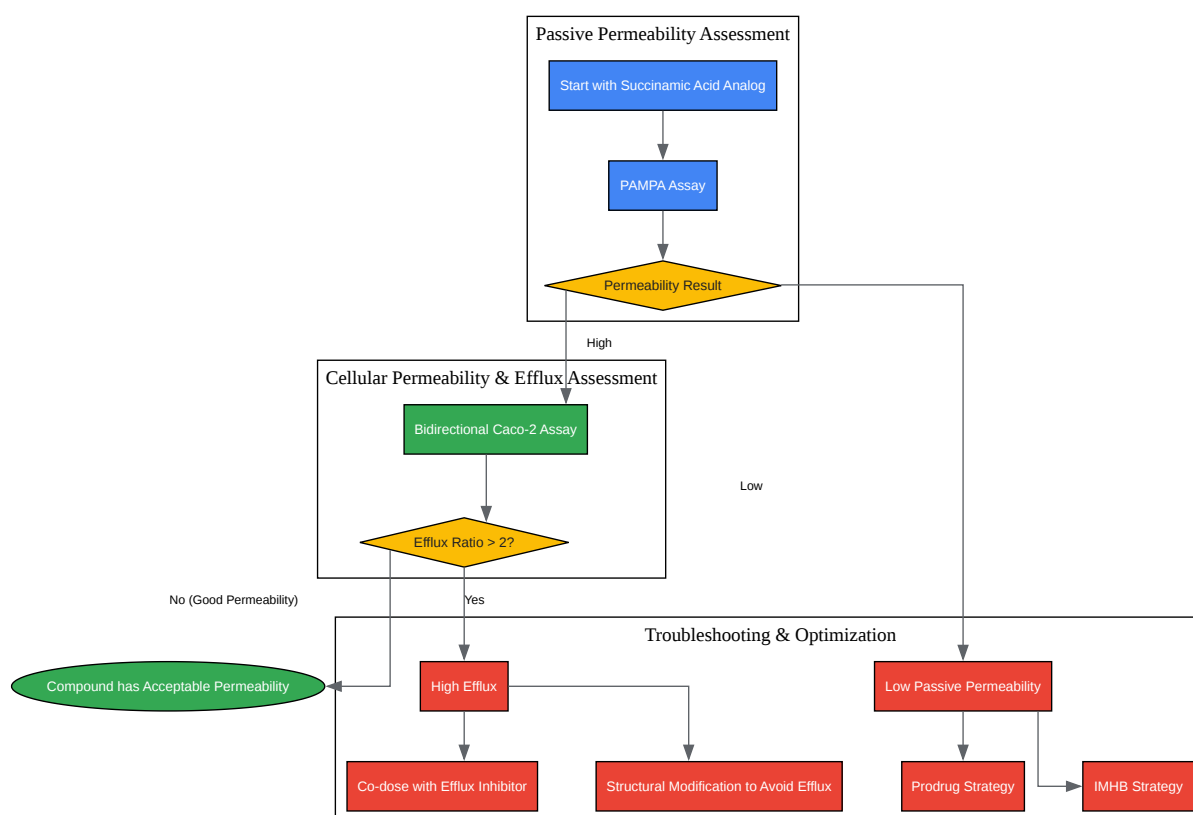 Passive Permeability Assessment
Start with Succinamic Acid Analog
PAMPA Assay
Permeability Result
High
Cellular Permeability & Efflux Assessment
Bidirectional Caco-2 Assay
Low
Efflux Ratio > 2?
No (Good Permeability)
Yes
Troubleshooting & Optimization
Compound has Acceptable Permeability
High Efflux
Low Passive Permeability
Co-dose with Efflux Inhibitor
Structural Modification to Avoid Efflux
Prodrug Strategy
IMHB Strategy